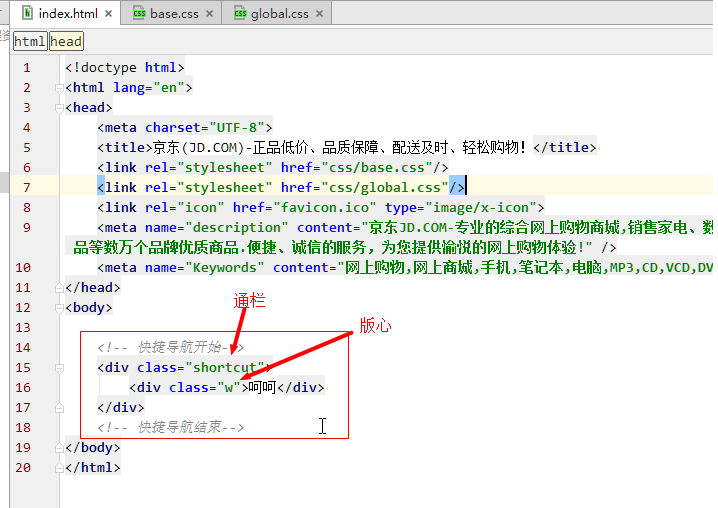 index.html × base.css × global.css ×
html head
1 <!doctype html>
2 <html lang="en">
3 <head>
4 <meta charset="UTF-8">
5 <title>京东(JD.COM)-正品低价、品质保障、配送及时、轻松购物！</title>
6 <link rel="stylesheet" href="css/base.css"/>
7 <link rel="stylesheet" href="css/global.css"/>
8 <link rel="icon" href="favicon.ico" type="image/x-icon">
9 <meta name="description" content="京东JD.COM-专业的综合网上购物商城,销售家电、数
品等数万个品牌优质商品.便捷、诚信的服务，为您提供愉悦的网上购物体验!" />
10 <meta name="Keywords" content="网上购物,网上商城,手机,笔记本,电脑,MP3,CD,VCD,DV
11 </head>
12 <body>
通栏
13
版心
14 <!-- 快捷导航开始-->
15 <div class="shortcut">
16 <div class="w">呵呵</div>
17 </div>
18 <!-- 快捷导航结束-->
19 </body>
20 </html>